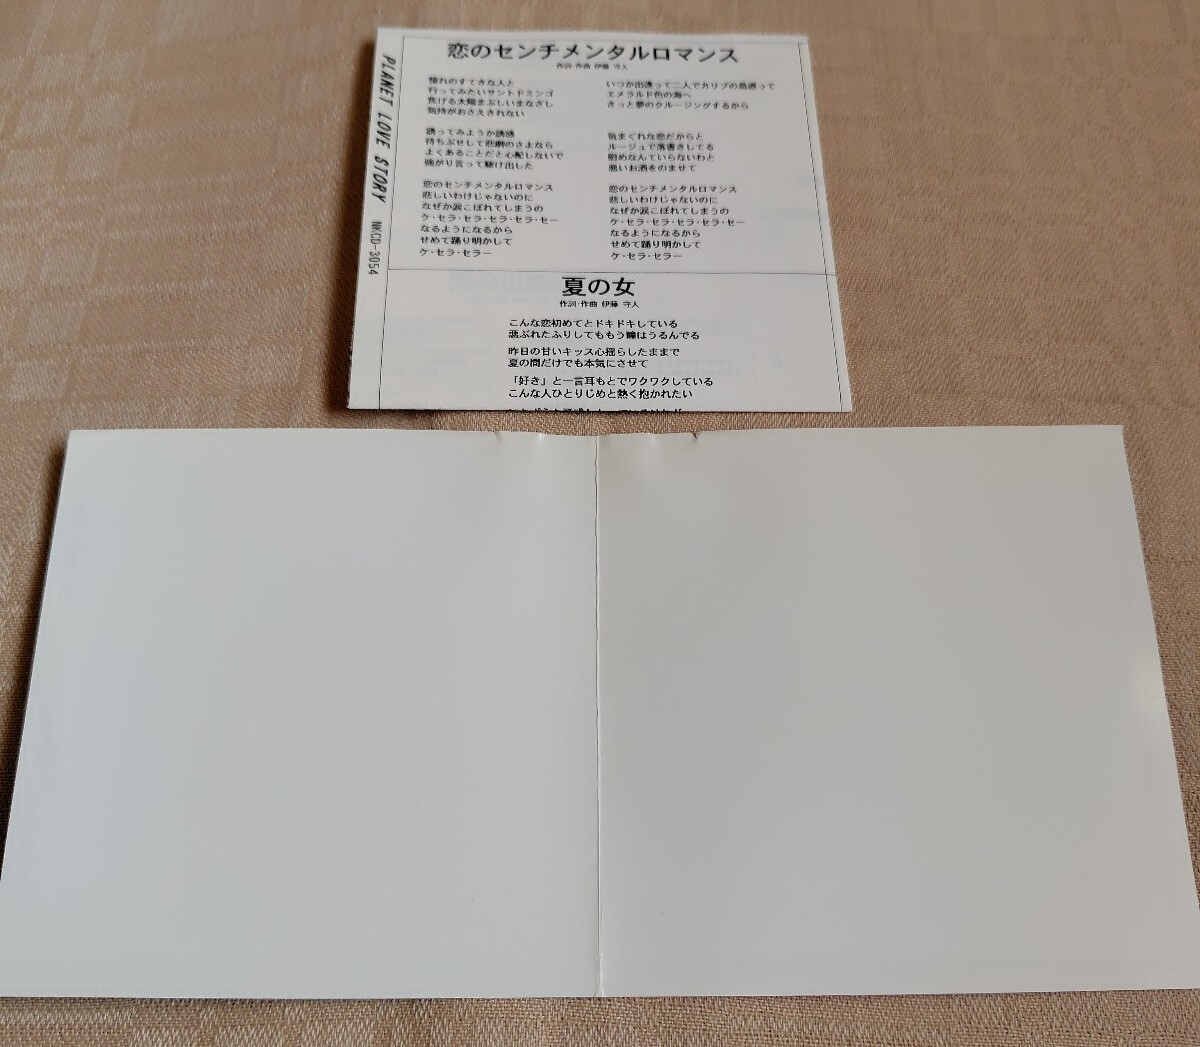 PLANET LOVE STORY NKCD-3054
恋のセンチメンタルロマンス
作詞・作曲 伊藤 守人
憧れのすてきな人と
行ってみたいサントドミンゴ
焦げる太陽まぶしいまなざし
気持がおさえきれない
誘ってみようか誘惑
待ちぶせして悲劇のさよなら
よくあることだと心配しないで
強がり言って駆け出した
恋のセンチメンタルロマンス
悲しいわけじゃないのに
なぜか涙こぼれてしまうの
ケ・セラ・セラ・セラ・セラ・セー
なるようになるから
せめて踊り明かして
ケ・セラ・セラー
いつか出逢って二人でカリブの島思って
エメラルド色の海へ
きっと夢のクルージングするから
気まぐれな恋だからと
ルージュで落書きしてる
慰めなんていらないわと
悪いお酒をのませて
恋のセンチメンタルロマンス
悲しいわけじゃないのに
なぜか涙こぼれてしまうの
ケ・セラ・セラ・セラ・セラ・セー
なるようになるから
せめて踊り明かして
ケ・セラ・セラー
夏の女
作詞・作曲 伊藤 守人
こんな恋初めてとドキドキしている
悪ぶれたふりしてももう瞳はうるんでる
昨日の甘いキッス心揺らしたままで
夏の間だけでも本気にさせて
「好き」と一言耳もとでワクワクしている
こんな人ひとりじめと熱く抱かれたい